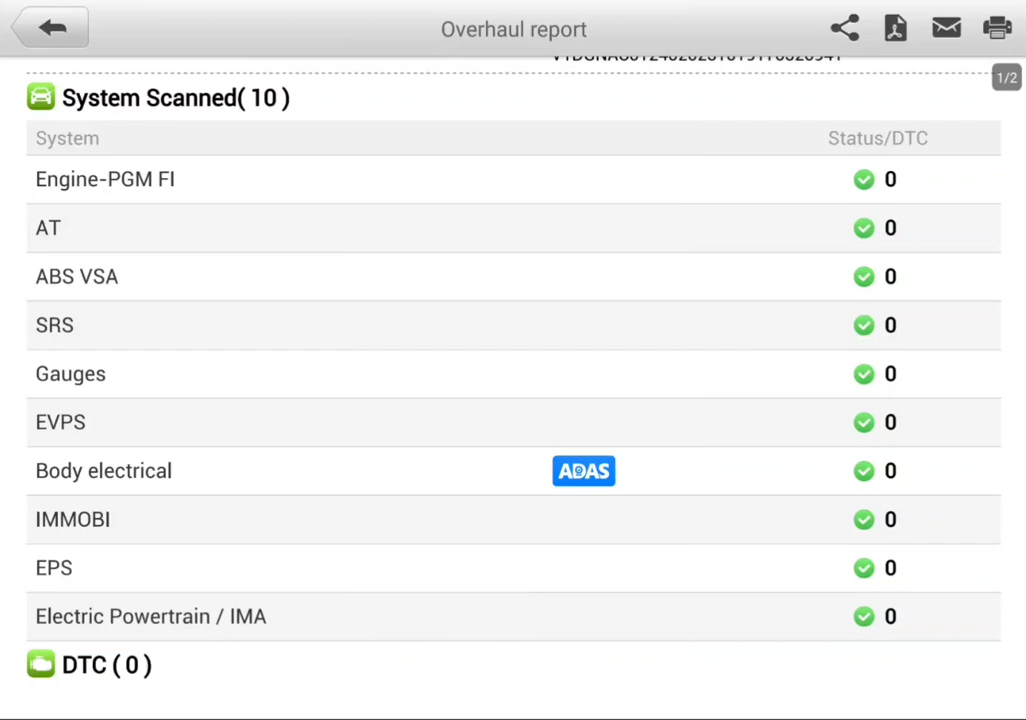 Overhaul report
1/2
System Scanned( 10 )
System Status/DTC
Engine-PGM FI 0
AT 0
ABS VSA 0
SRS 0
Gauges 0
EVPS 0
Body electrical ADAS 0
IMMOBI 0
EPS 0
Electric Powertrain / IMA 0
DTC ( 0 )